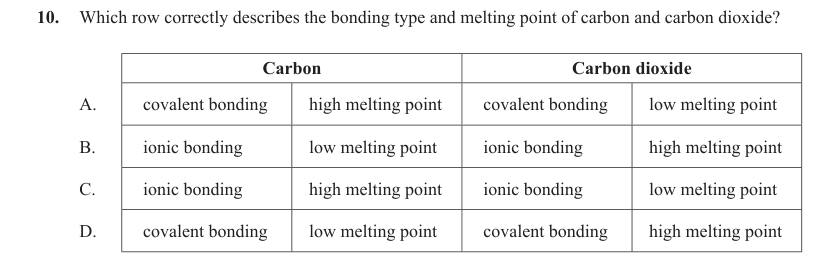 10. Which row correctly describes the bonding type and melting point of carbon and carbon dioxide?
Carbon Carbon dioxide
A. covalent bonding high melting point covalent bonding low melting point
B. ionic bonding low melting point ionic bonding high melting point
C. ionic bonding high melting point ionic bonding low melting point
D. covalent bonding low melting point covalent bonding high melting point